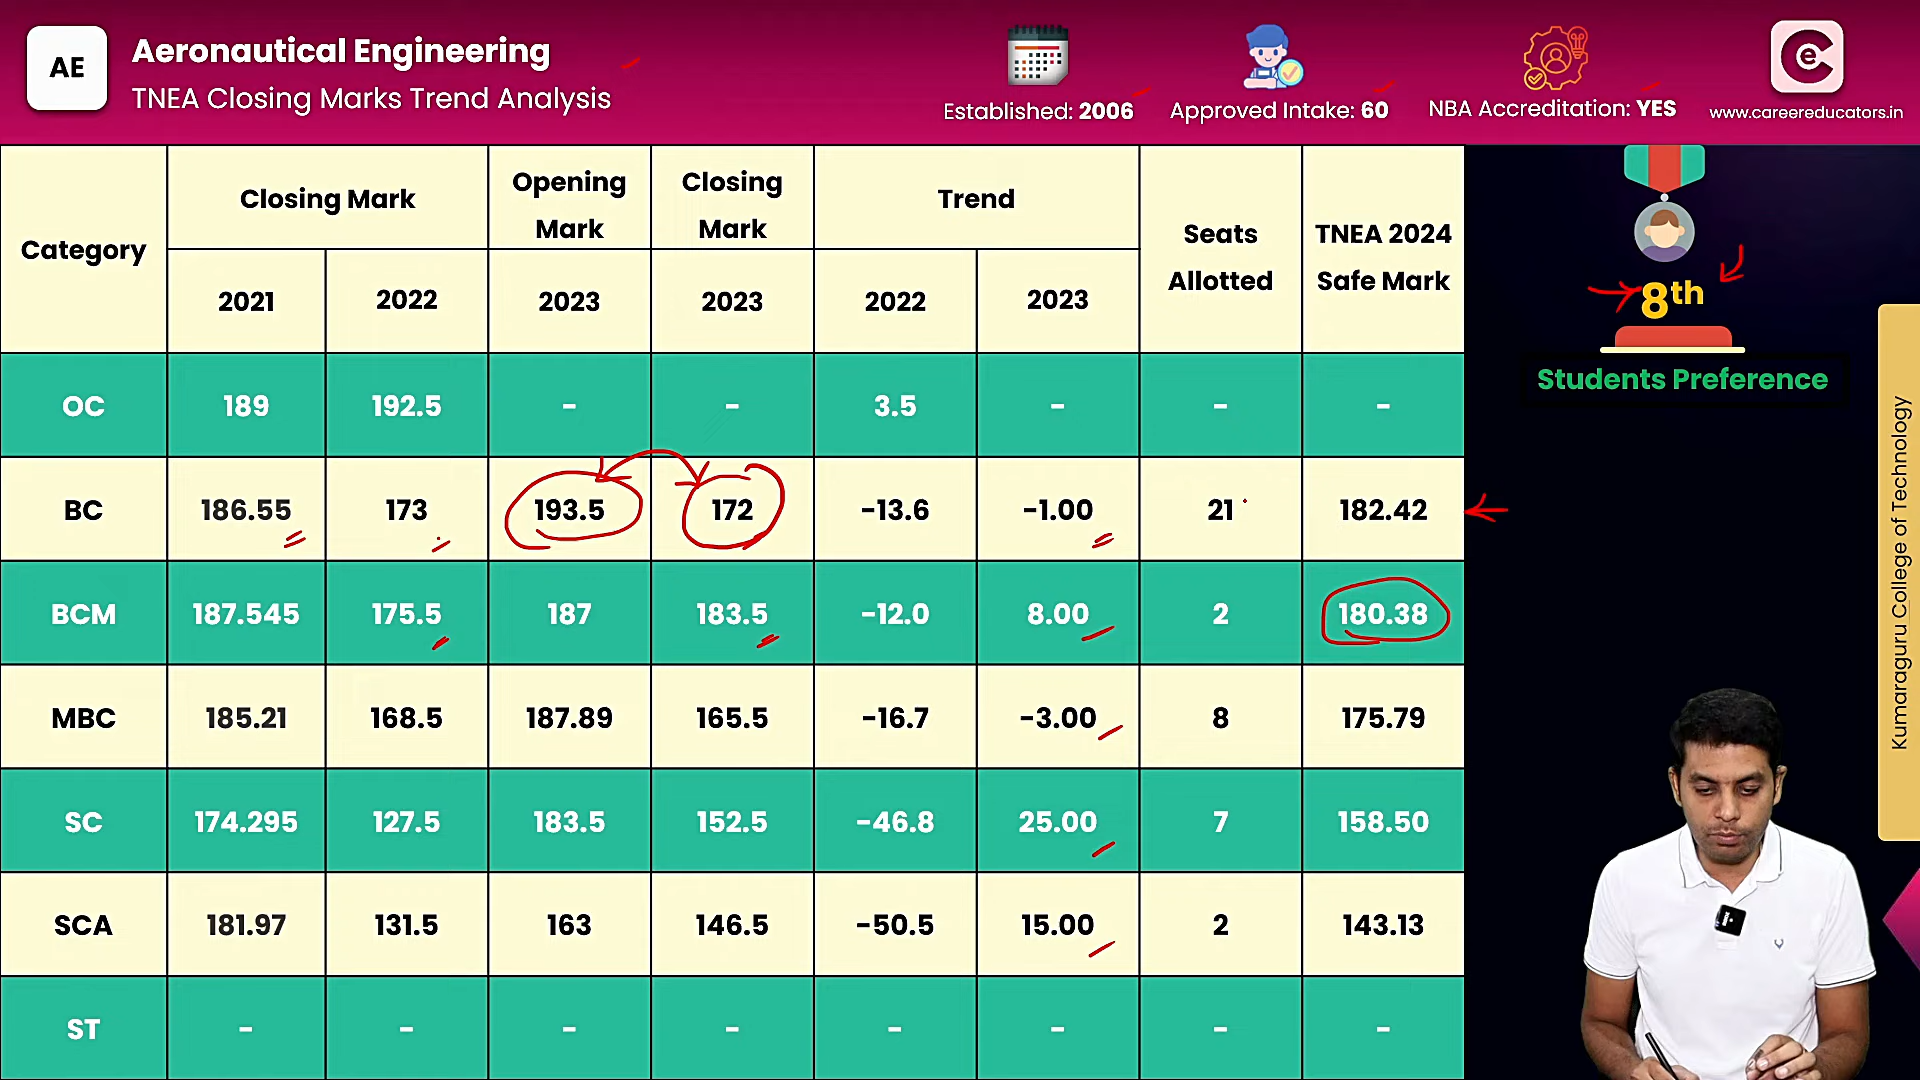 AE
Aeronautical Engineering
TNEA Closing Marks Trend Analysis
Established: 2006
Approved Intake: 60
NBA Accreditation: YES
e
www.careereducators.in
Category
Closing Mark
Opening Mark
Closing Mark
Trend
Seats Allotted
TNEA 2024 Safe Mark
2021 2022 2023 2023 2022 2023
OC 189 192.5 - - 3.5 - - -
BC 186.55 173 193.5 172 -13.6 -1.00 21 182.42
BCM 187.545 175.5 187 183.5 -12.0 8.00 2 180.38
MBC 185.21 168.5 187.89 165.5 -16.7 -3.00 8 175.79
SC 174.295 127.5 183.5 152.5 -46.8 25.00 7 158.50
SCA 181.97 131.5 163 146.5 -50.5 15.00 2 143.13
ST - - - - - - - -
8th
Students Preference
Kumaraguru College of Technology